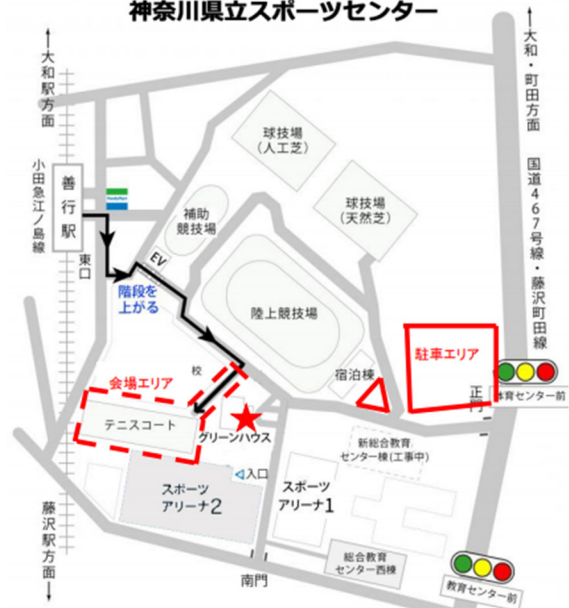 神奈川県立スポーツセンター
大和駅方面
大和・町田方面
小田急江ノ島線
善行駅
東口
FamilyMart
国道467号線・藤沢町田線
球技場
(人工芝)
球技場
(天然芝)
補助
競技場
EV
階段を
上がる
陸上競技場
駐車エリア
宿泊棟
校
会場エリア
テニスコート
グリーンハウス
正門
体育センター前
新総合教育
センター棟(工事中)
入口
スポーツ
アリーナ2
スポーツ
アリーナ1
総合教育
センター西棟
南門
藤沢駅方面
教育センター前